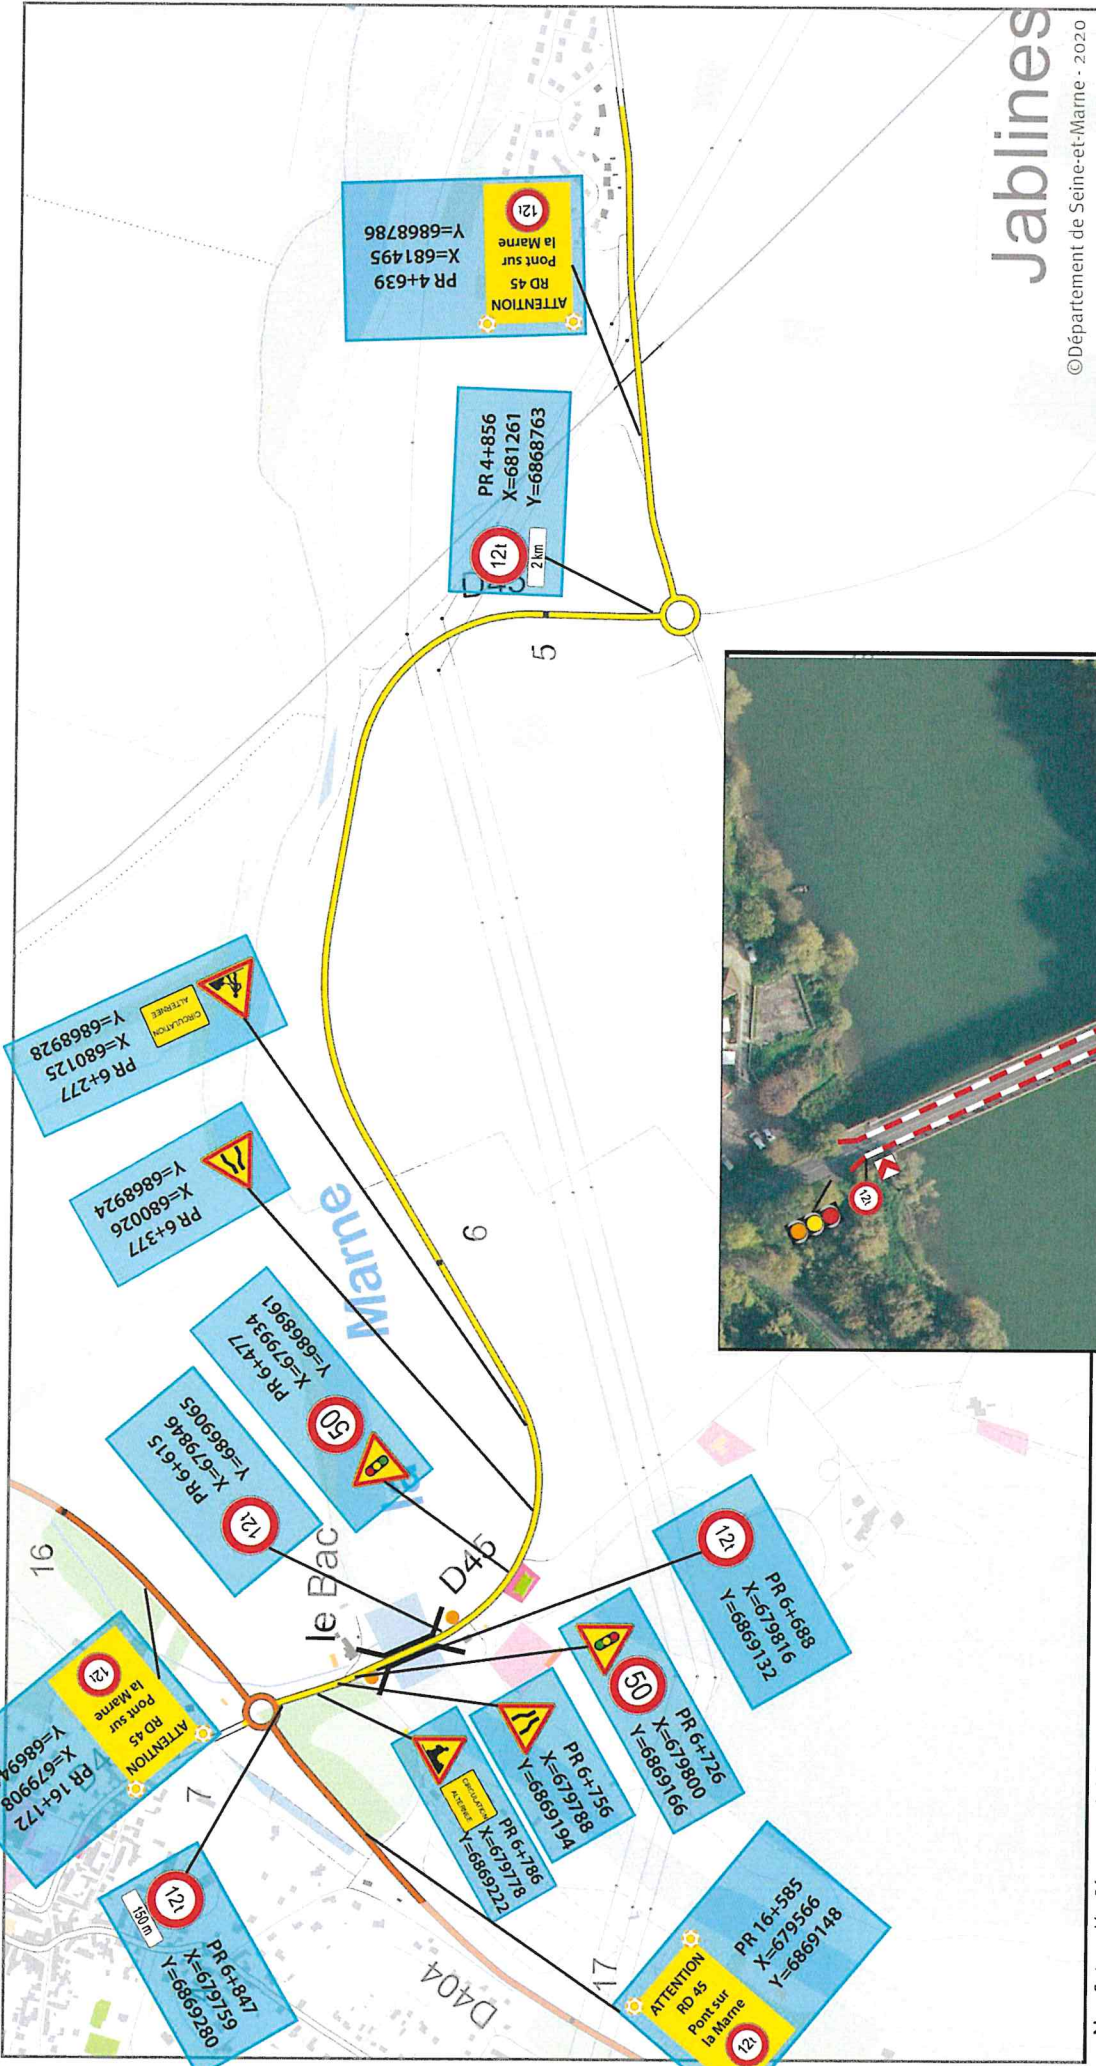 Jablines
©Département de Seine-et-Marne - 2020
PR 4+639
X=681495
Y=6868786
ATTENTION
RD 45
Pont sur
la Marne
12t
PR 4+856
X=681261
Y=6868763
12t
2 km
5
PR 6+277
X=680125
Y=6868928
CIRCULATION
ALTERNEE
PR 6+377
X=680026
Y=6868924
Marne
6
PR 6+477
X=679934
Y=6868961
50
PR 6+615
X=679846
Y=6869065
12t
le Bac
D45
16
PR 16+172
X=679908
ATTENTION
RD 45
Pont sur
la Marne
12t
7
150 m
12t
PR 6+847
X=679759
Y=6869280
CIRCULATION
ALTERNEE
PR 6+786
X=679778
Y=6869222
PR 6+756
X=679788
Y=6869194
50
PR 6+726
X=679800
Y=6869166
12t
PR 6+688
X=679816
Y=6869132
D404
17
ATTENTION
RD 45
Pont sur
la Marne
12t
PR 16+585
X=679566
Y=6869148
12t